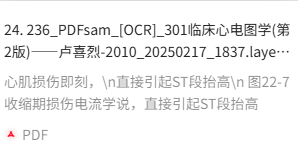 24. 236_PDFsam_[OCR]_301临床心电图学(第
2版)——卢喜烈-2010_20250217_1837.laye···
心肌损伤即刻，\n直接引起ST段抬高\n 图22-7
收缩期损伤电流学说，直接引起ST段抬高
PDF